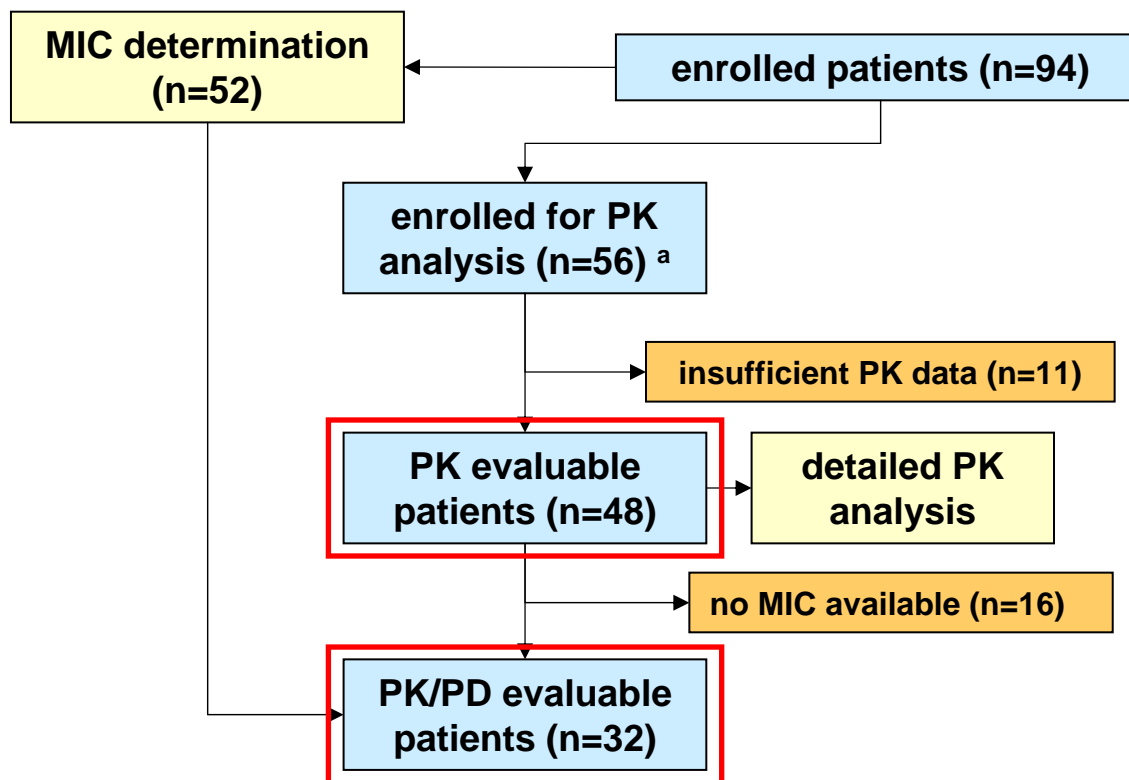 MIC determination
(n=52)
enrolled patients (n=94)
enrolled for PK
analysis (n=56) a
insufficient PK data (n=11)
PK evaluable
patients (n=48)
detailed PK
analysis
no MIC available (n=16)
PK/PD evaluable
patients (n=32)